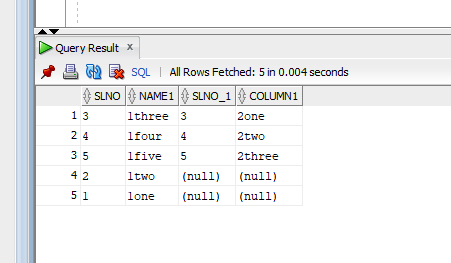 Query Result x
SQL | All Rows Fetched: 5 in 0.004 seconds
SLNO NAME1 SLNO_1 COLUMN1
1 3 1three 3 2one
2 4 1four 4 2two
3 5 1five 5 2three
4 2 1two (null) (null)
5 1 1one (null) (null)